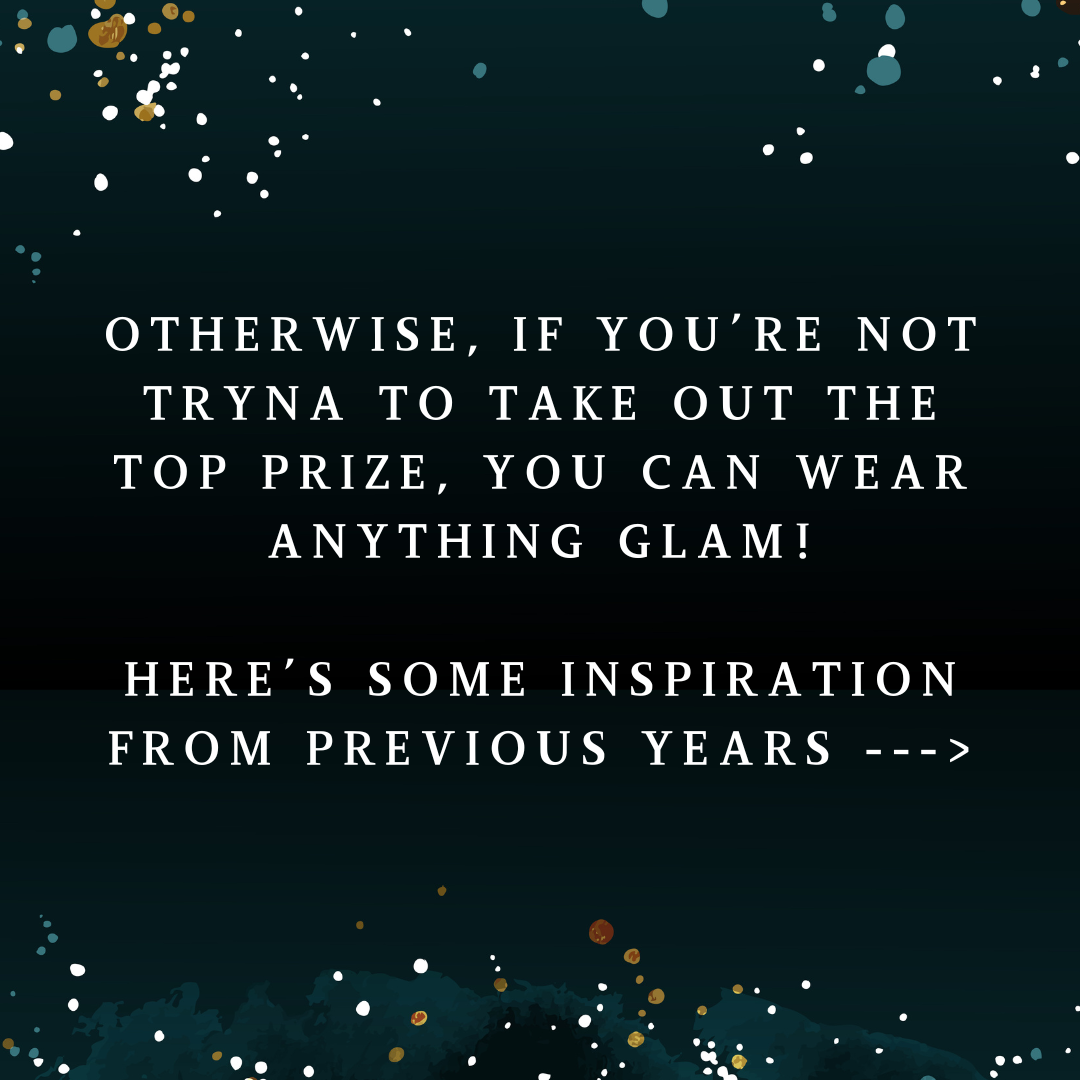 OTHERWISE, IF YOU'RE NOT
TRYNA TO TAKE OUT THE
TOP PRIZE, YOU CAN WEAR
ANYTHING GLAM!
HERE'S SOME INSPIRATION
FROM PREVIOUS YEARS --->